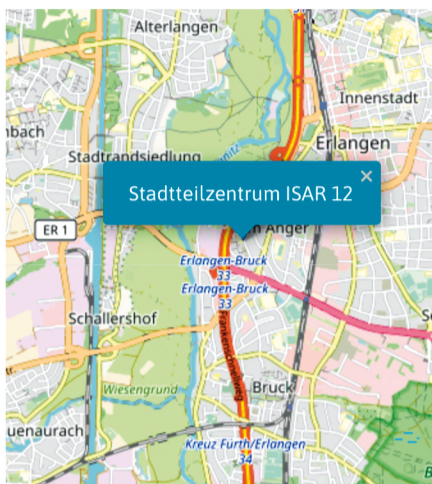 Alterlangen
Innenstadt
nbach
Erlangen
Stadtrandsiedlung
Stadtteilzentrum ISAR 12
×
ER 1
n Anger
Erlangen-Bruck
33
Erlangen-Bruck
33
Schallershof
Frankenschnellweg
Wiesengrund
Bruck
uenaurach
Kreuz Fürth/Erlangen
34